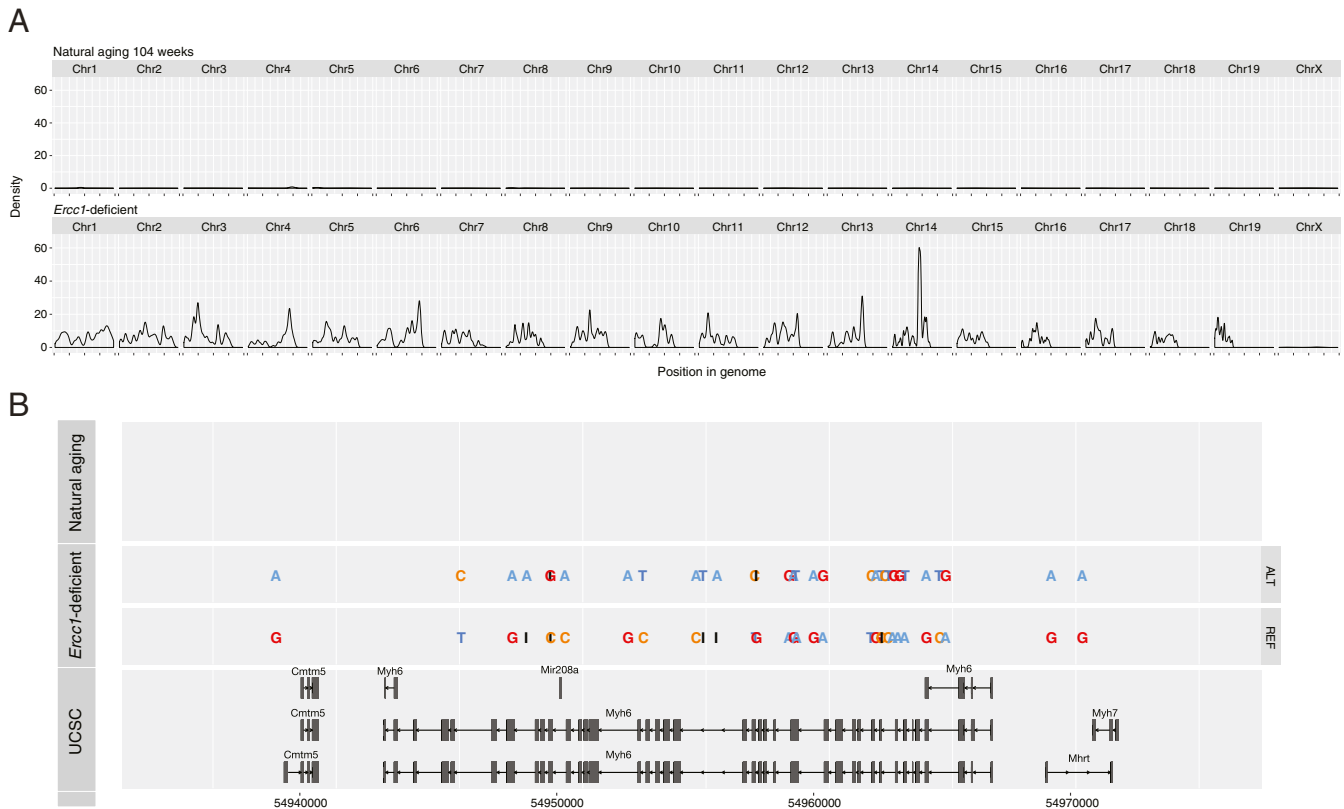 A
Natural aging 104 weeks
Chr1 Chr2 Chr3 Chr4 Chr5 Chr6 Chr7 Chr8 Chr9 Chr10 Chr11 Chr12 Chr13 Chr14 Chr15 Chr16 Chr17 Chr18 Chr19 ChrX
60
40
20
0
Density
Ercc1-deficient
Chr1 Chr2 Chr3 Chr4 Chr5 Chr6 Chr7 Chr8 Chr9 Chr10 Chr11 Chr12 Chr13 Chr14 Chr15 Chr16 Chr17 Chr18 Chr19 ChrX
60
40
20
0
Position in genome
B
Natural aging
Ercc1-deficient
A C A A G A A T A T A C G A T A G
A G A A
ALT
T G I C C G C C I I G
G T
G G
REF
UCSC
Cmtm5 Myh6 Mir208a Myh6
Cmtm5 Myh6 Myh7
Cmtm5 Myh6 Mhrt
54940000 54950000 54960000 54970000